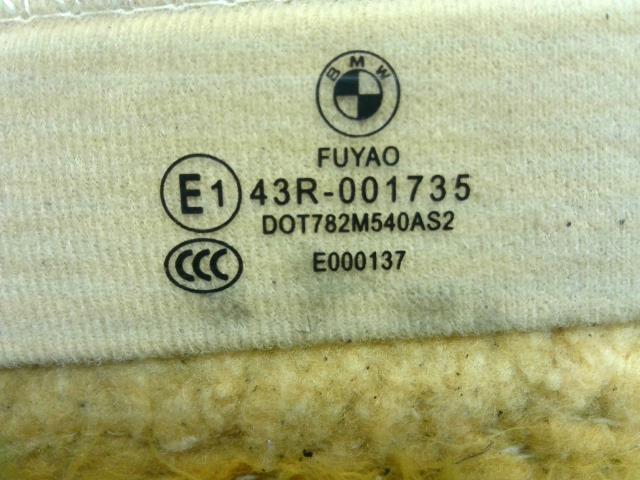 BMW
FUYAO
E1 43R-001735
DOT782M540AS2
CCC E000137